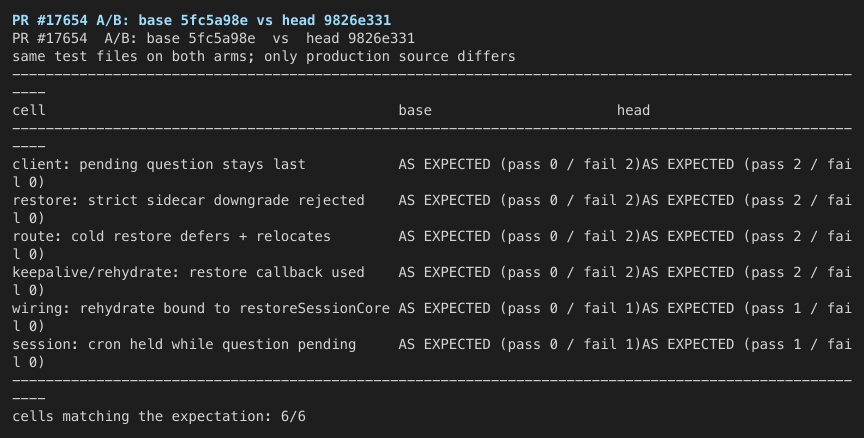 PR #17654 A/B: base 5fc5a98e vs head 9826e331
PR #17654  A/B: base 5fc5a98e  vs  head 9826e331
same test files on both arms; only production source differs
----------------------------------------------------------------------------------------------------
----
cell                                          base                      head
----------------------------------------------------------------------------------------------------
----
client: pending question stays last           AS EXPECTED (pass 0 / fail 2)AS EXPECTED (pass 2 / fai
l 0)
restore: strict sidecar downgrade rejected    AS EXPECTED (pass 0 / fail 2)AS EXPECTED (pass 2 / fai
l 0)
route: cold restore defers + relocates        AS EXPECTED (pass 0 / fail 2)AS EXPECTED (pass 2 / fai
l 0)
keepalive/rehydrate: restore callback used    AS EXPECTED (pass 0 / fail 2)AS EXPECTED (pass 2 / fai
l 0)
wiring: rehydrate bound to restoreSessionCore AS EXPECTED (pass 0 / fail 1)AS EXPECTED (pass 1 / fai
l 0)
session: cron held while question pending     AS EXPECTED (pass 0 / fail 1)AS EXPECTED (pass 1 / fai
l 0)
----------------------------------------------------------------------------------------------------
----
cells matching the expectation: 6/6